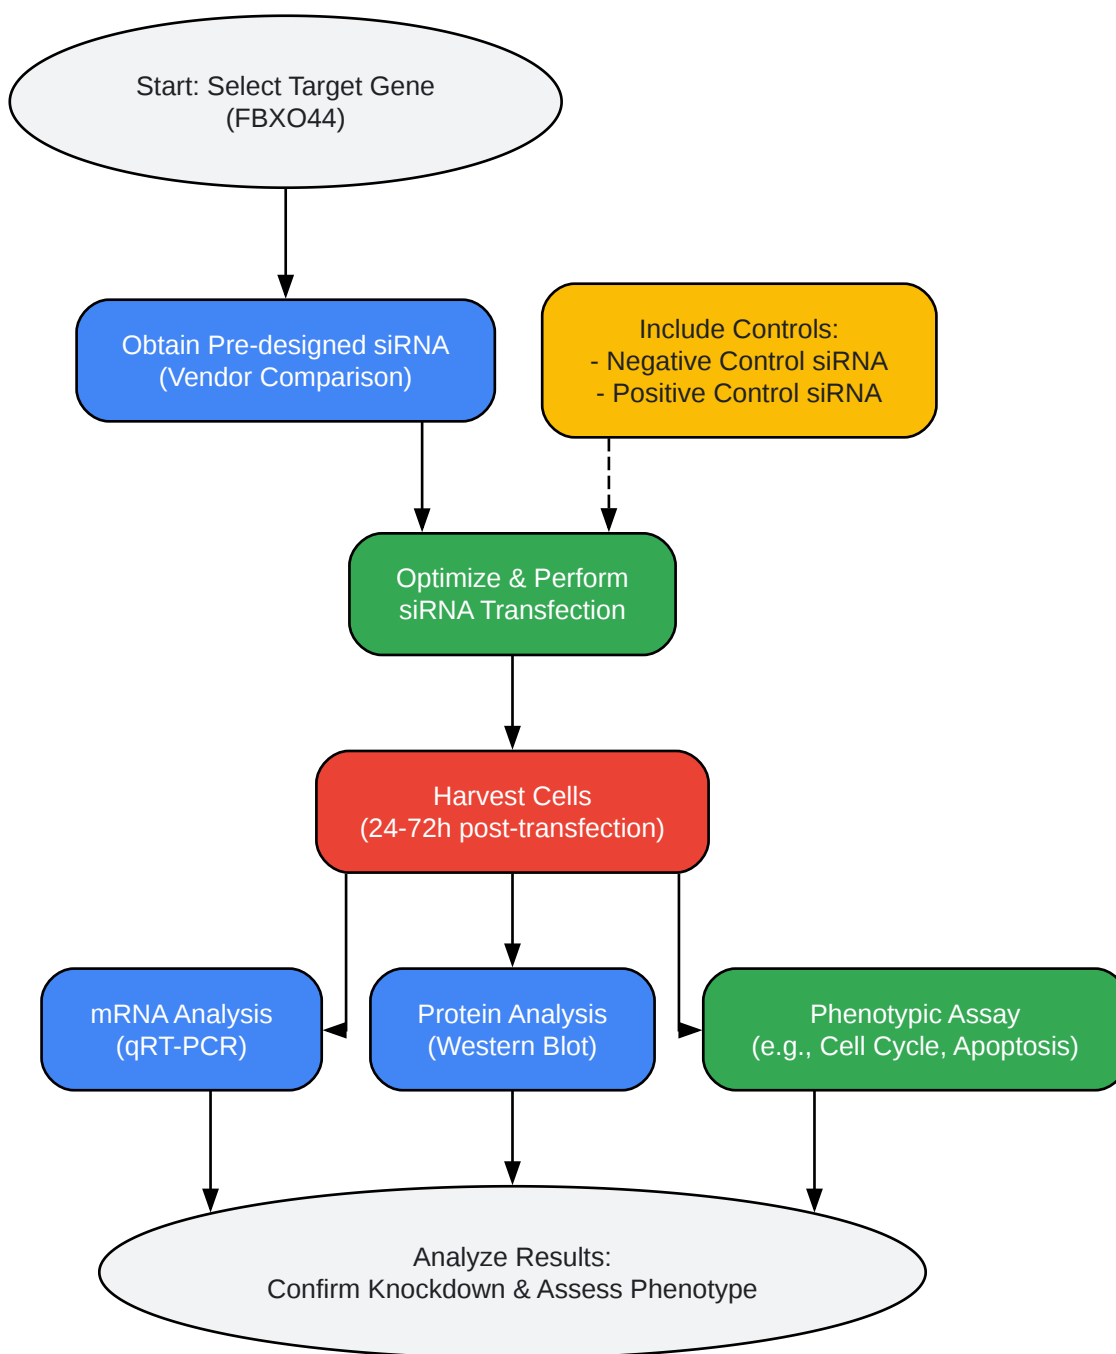 Start: Select Target Gene
(FBXO44)
Obtain Pre-designed siRNA
(Vendor Comparison)
Include Controls:
- Negative Control siRNA
- Positive Control siRNA
Optimize & Perform
siRNA Transfection
Harvest Cells
(24-72h post-transfection)
mRNA Analysis
(qRT-PCR)
Protein Analysis
(Western Blot)
Phenotypic Assay
(e.g., Cell Cycle, Apoptosis)
Analyze Results:
Confirm Knockdown & Assess Phenotype